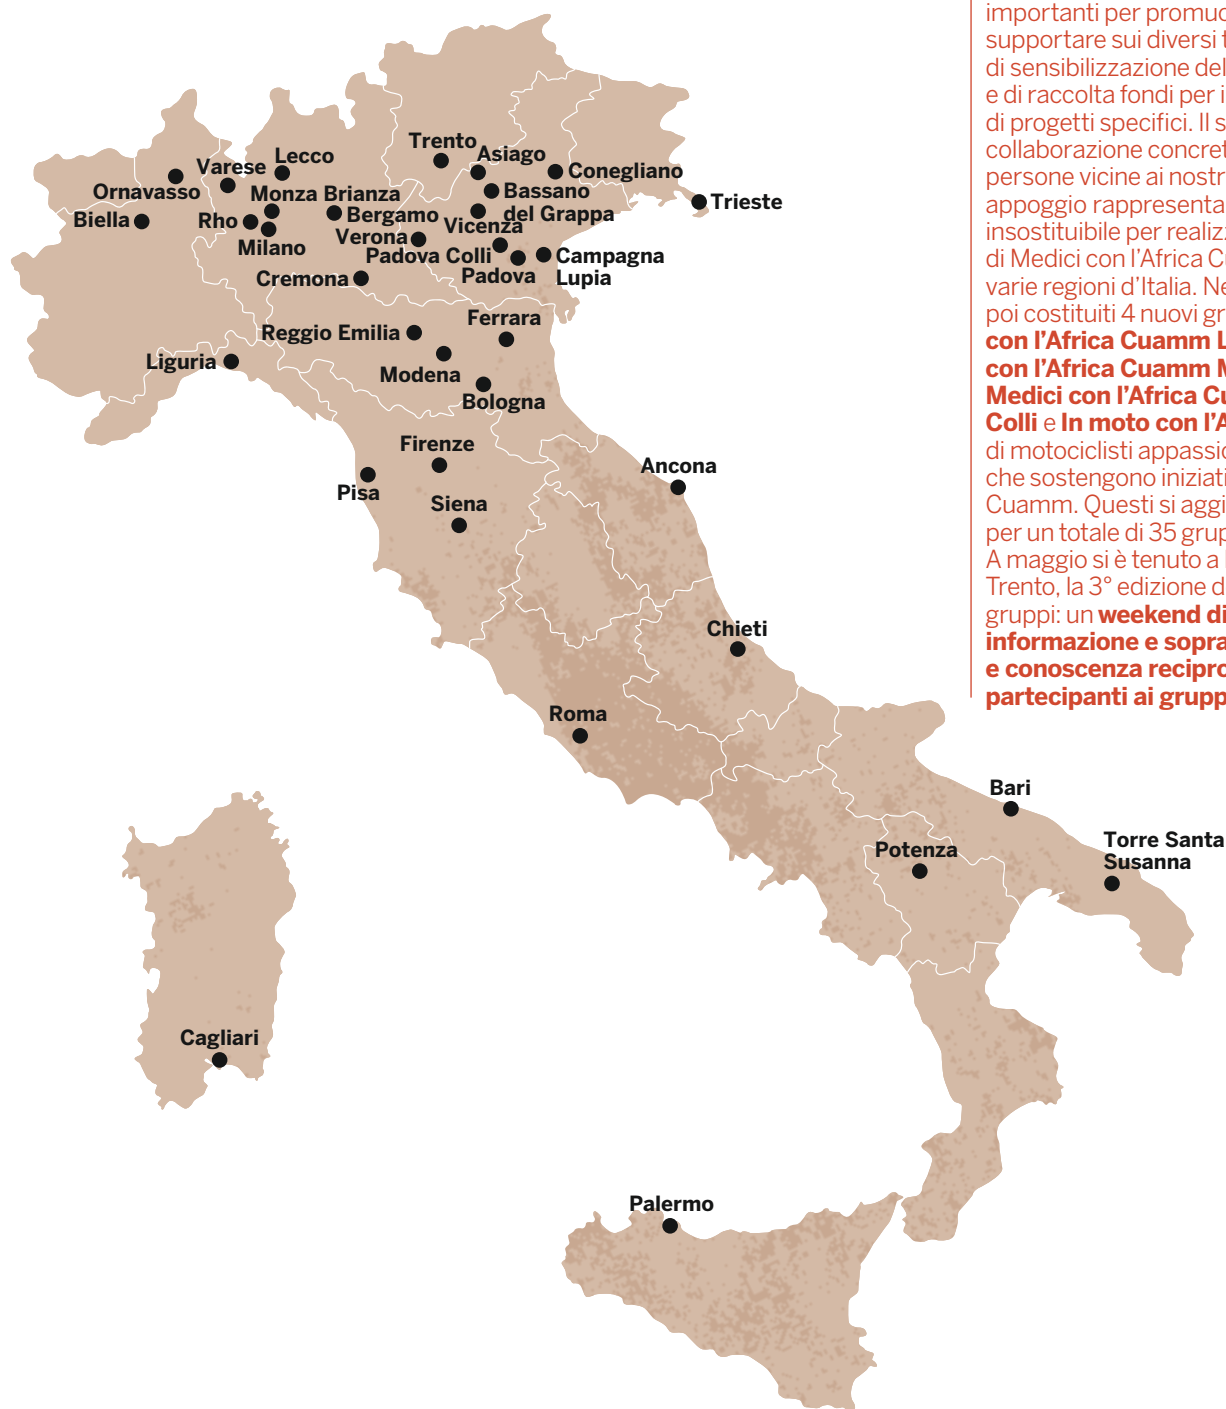 importanti per promuo
supportare sui diversi t
di sensibilizzazione del
e di raccolta fondi per i
di progetti specifici. Il s
collaborazione concret
persone vicine ai nostr
appoggio rappresenta
insostituibile per realizz
di Medici con l'Africa Cu
varie regioni d'Italia. Ne
poi costituiti 4 nuovi gr
con l'Africa Cuamm L
con l'Africa Cuamm M
Medici con l'Africa Cu
Colli e In moto con l'A
di motociclisti appassio
che sostengono iniziati
Cuamm. Questi si aggi
per un totale di 35 grup
A maggio si è tenuto a
Trento, la 3° edizione d
gruppi: un weekend di
informazione e sopra
e conoscenza recipro
partecipanti ai grupp
Trento
Asiago
Conegliano
Lecco
Varese
Ornavasso
Monza Brianza
Bassano
del Grappa
Trieste
Biella
Rho
Bergamo
Vicenza
Milano
Verona
Padova Colli
Padova
Campagna
Lupia
Cremona
Ferrara
Reggio Emilia
Liguria
Modena
Bologna
Firenze
Ancona
Pisa
Siena
Chieti
Roma
Bari
Torre Santa
Susanna
Potenza
Cagliari
Palermo